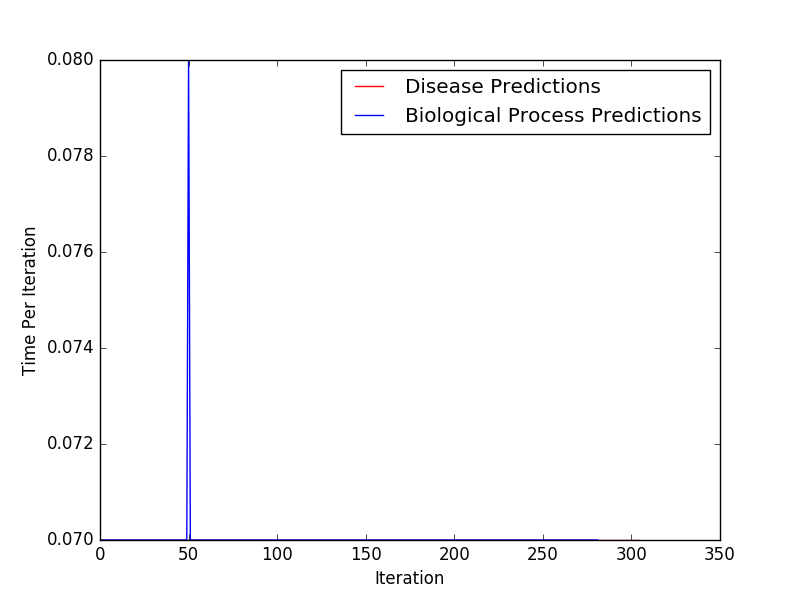 0.080
0.078
0.076
0.074
0.072
0.070
Time Per Iteration
Disease Predictions
Biological Process Predictions
0 50 100 150 200 250 300 350
Iteration